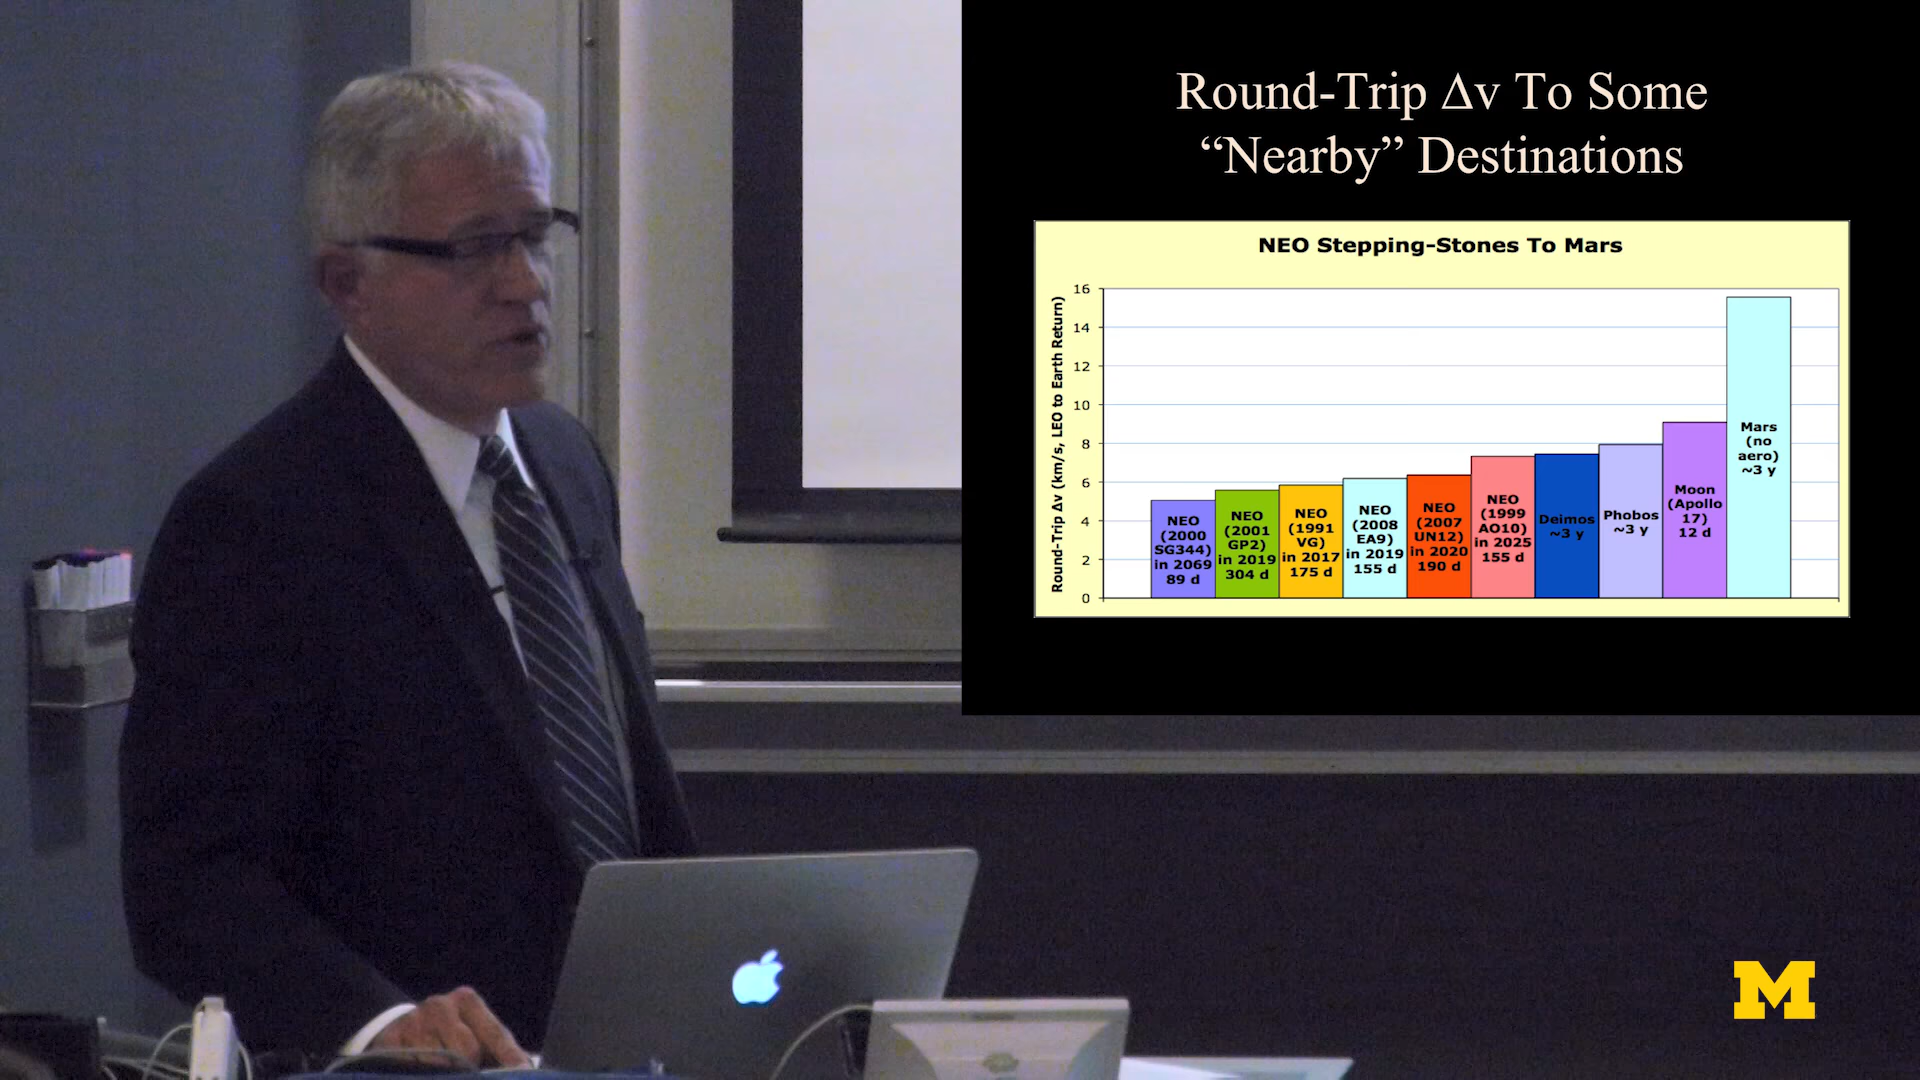 Round-Trip Δv To Some
“Nearby” Destinations
NEO Stepping-Stones To Mars
Round-Trip Δv (km/s, LEO to Earth Return)
16
14
12
10
8
6
4
2
0
NEO
(2000
SG344)
in 2069
89 d
NEO
(2001
GP2)
in 2019
304 d
NEO
(1991
VG)
in 2017
175 d
NEO
(2008
EA9)
in 2019
155 d
NEO
(2007
UN12)
in 2020
190 d
NEO
(1999
AO10)
in 2025
155 d
Deimos
~3 y
Phobos
~3 y
Moon
(Apollo
17)
12 d
Mars
(no
aero)
~3 y
M